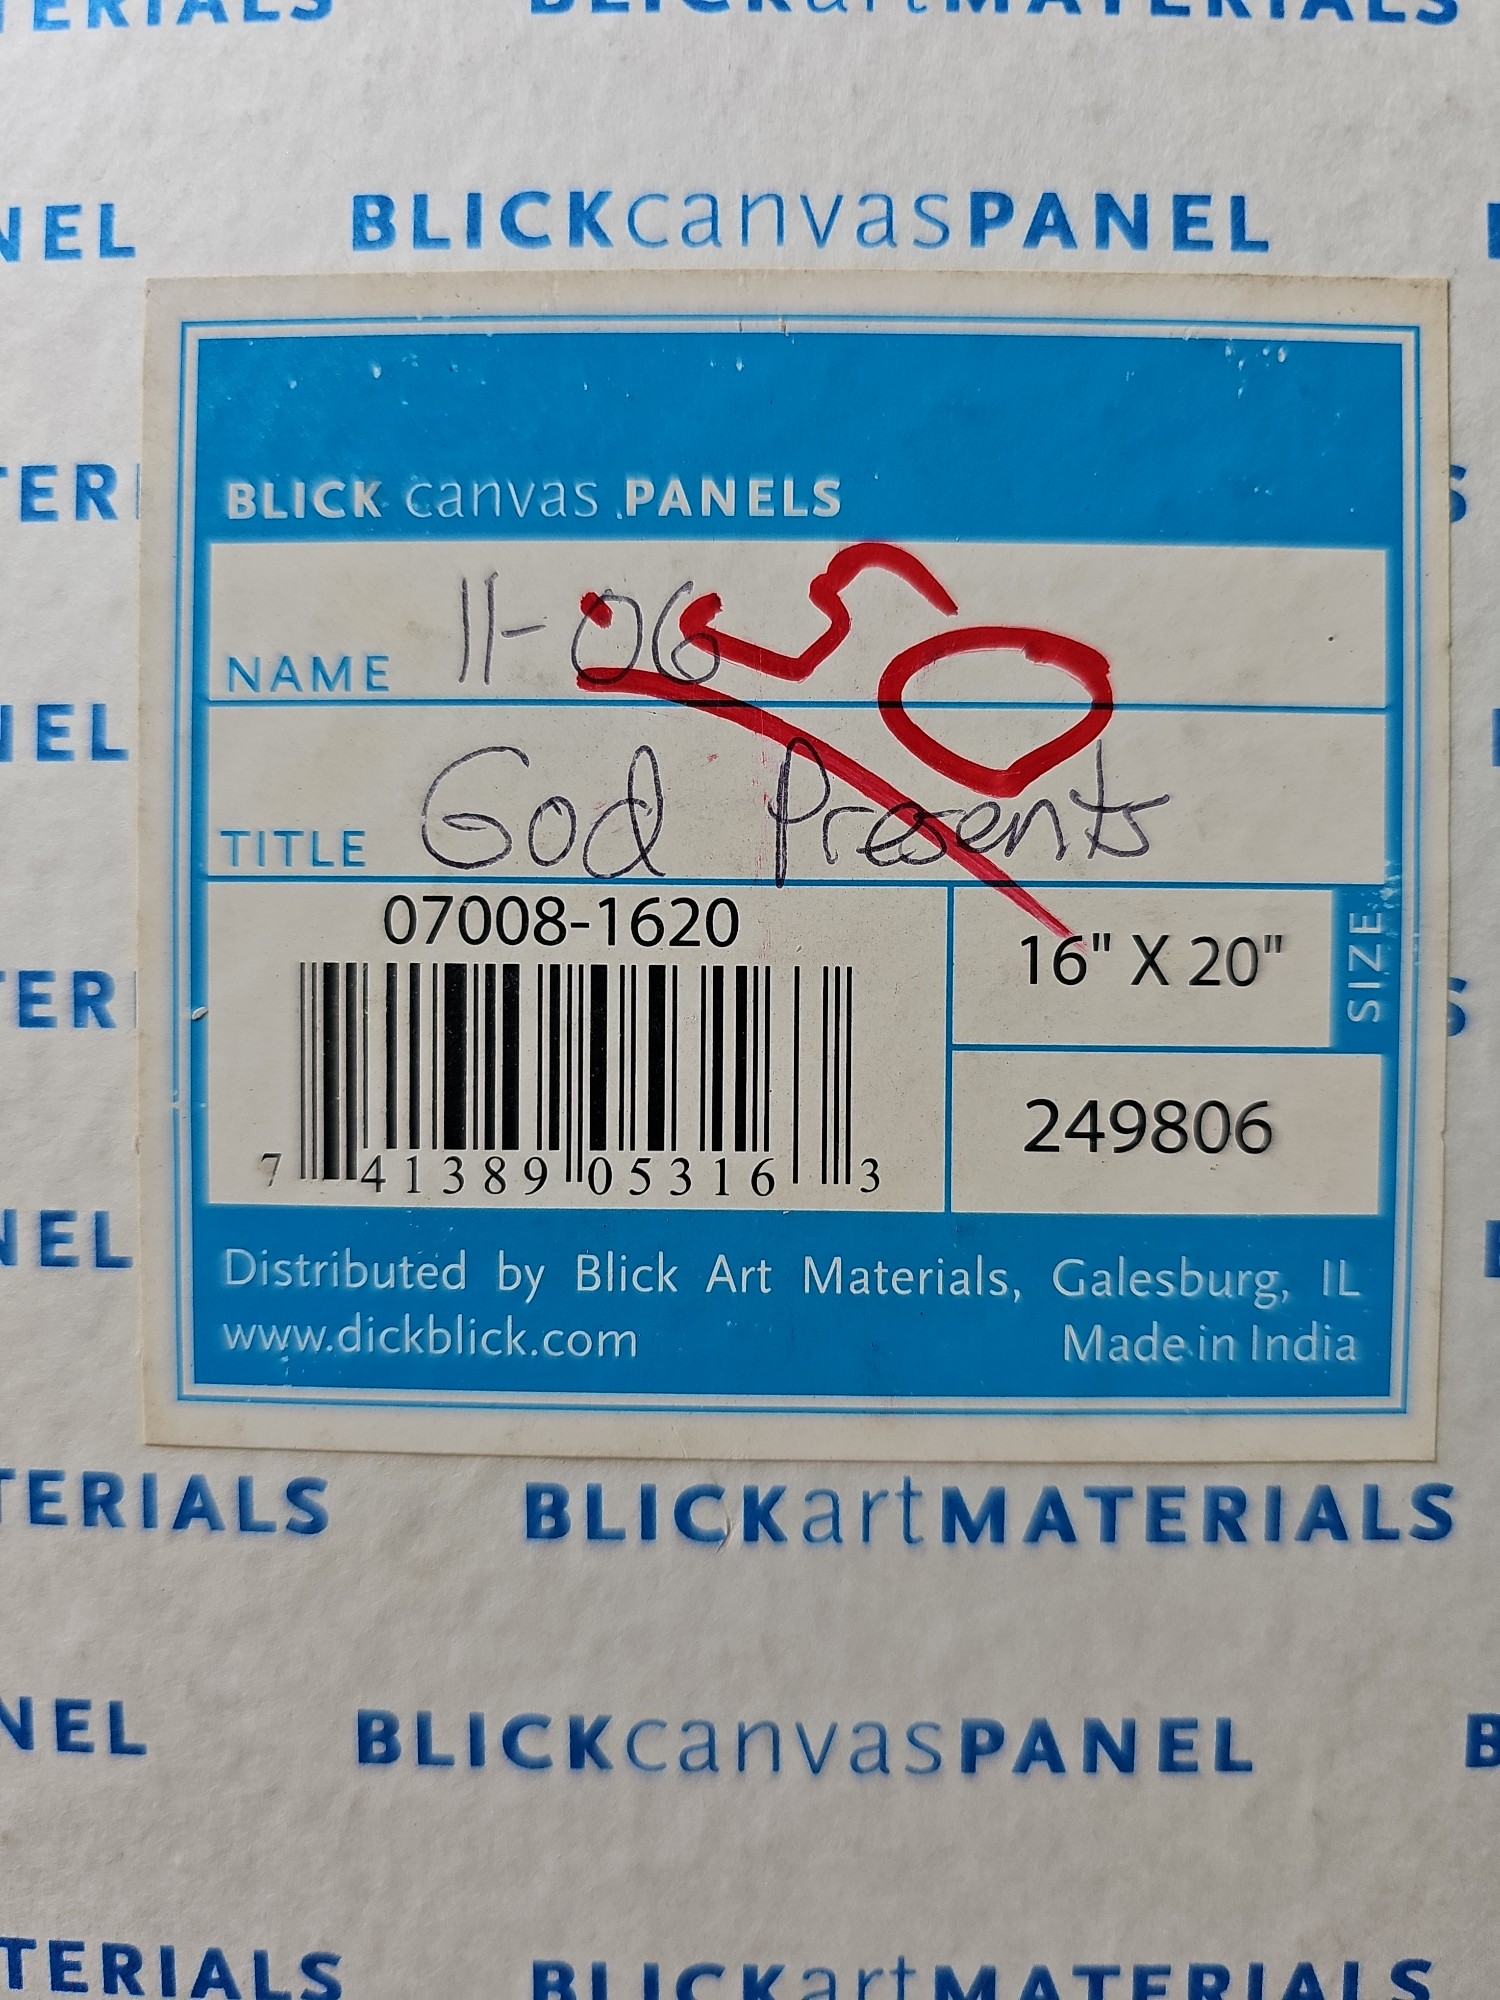 ERIALS BLICKartMATERIALS
NEL BLICKcanvasPANEL
BLICK canvas PANELS
NAME 11-06
50
TITLE God Presents
07008-1620
16" X 20" SIZE
7 41389 05316 3
249806
Distributed by Blick Art Materials, Galesburg, IL
www.dickblick.com Made in India
TER S
NEL
TER S
NEL
TERIALS BLICKartMATERIALS
NEL BLICKcanvasPANEL B
TERIALS BLICKartMATERIALS